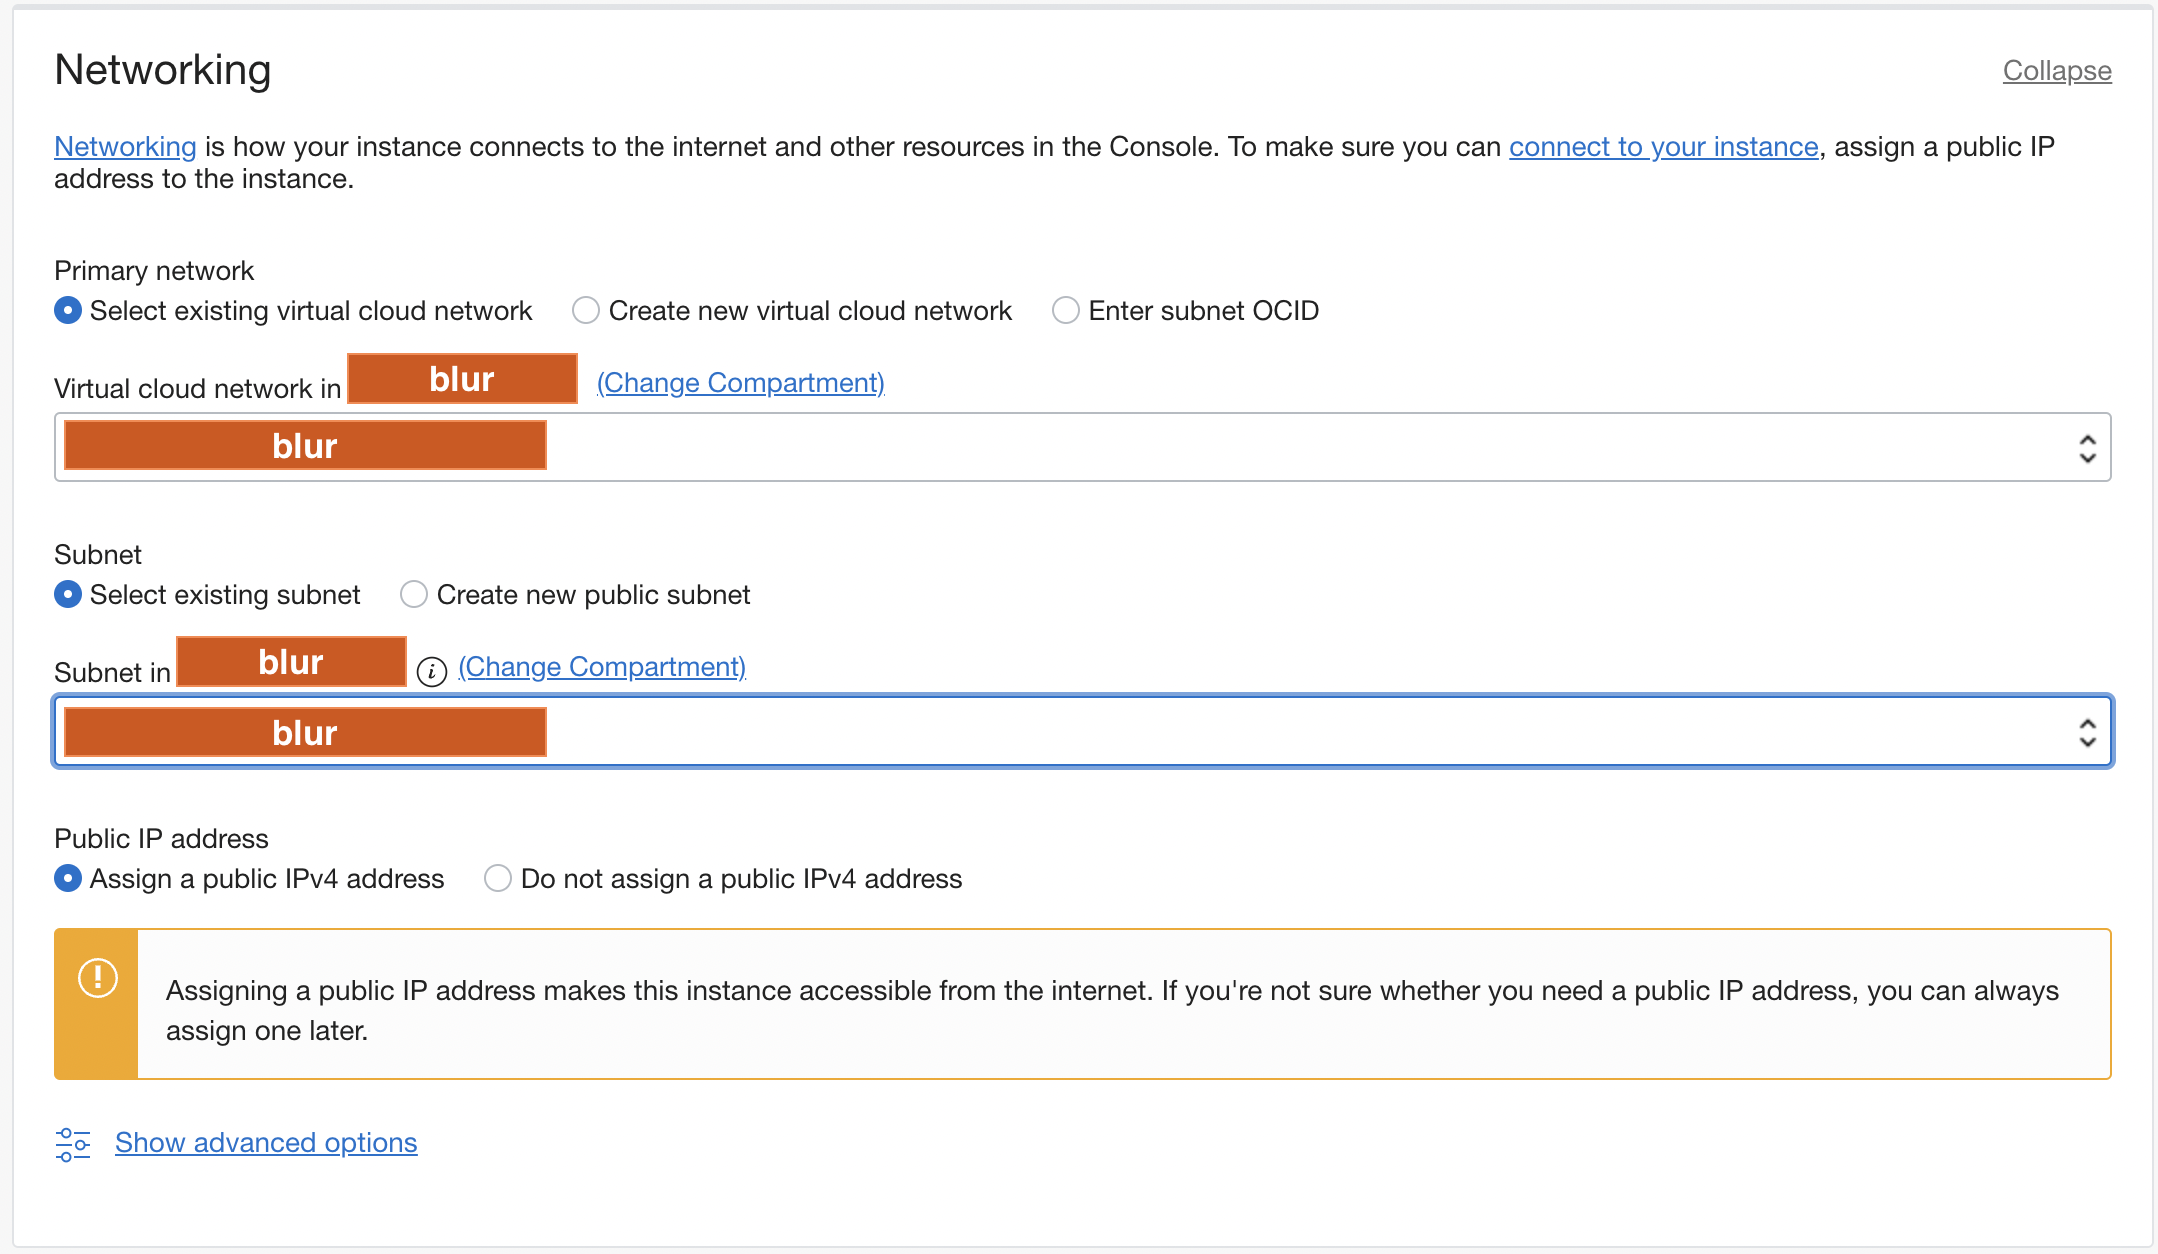 Networking
Collapse
Networking is how your instance connects to the internet and other resources in the Console. To make sure you can connect to your instance, assign a public IP
address to the instance.
Primary network
Select existing virtual cloud network
Create new virtual cloud network
Enter subnet OCID
Virtual cloud network in blur (Change Compartment)
blur
Subnet
Select existing subnet
Create new public subnet
Subnet in blur i (Change Compartment)
blur
Public IP address
Assign a public IPv4 address
Do not assign a public IPv4 address
Assigning a public IP address makes this instance accessible from the internet. If you're not sure whether you need a public IP address, you can always
assign one later.
Show advanced options